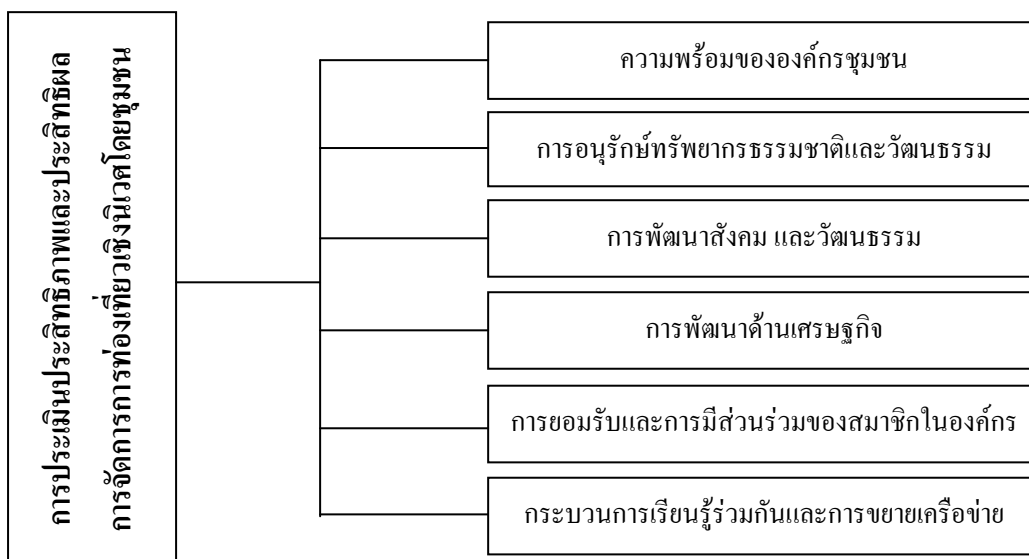 การประเมินประสิทธิภาพและประสิทธิผล
การจัดการการท่องเที่ยวเชิงนิเวศโดยชุมชน
ความพร้อมขององค์กรชุมชน
การอนุรักษ์ทรัพยากรธรรมชาติและวัฒนธรรม
การพัฒนาสังคม และวัฒนธรรม
การพัฒนาด้านเศรษฐกิจ
การยอมรับและการมีส่วนร่วมของสมาชิกในองค์กร
กระบวนการเรียนรู้ร่วมกันและการขยายเครือข่าย